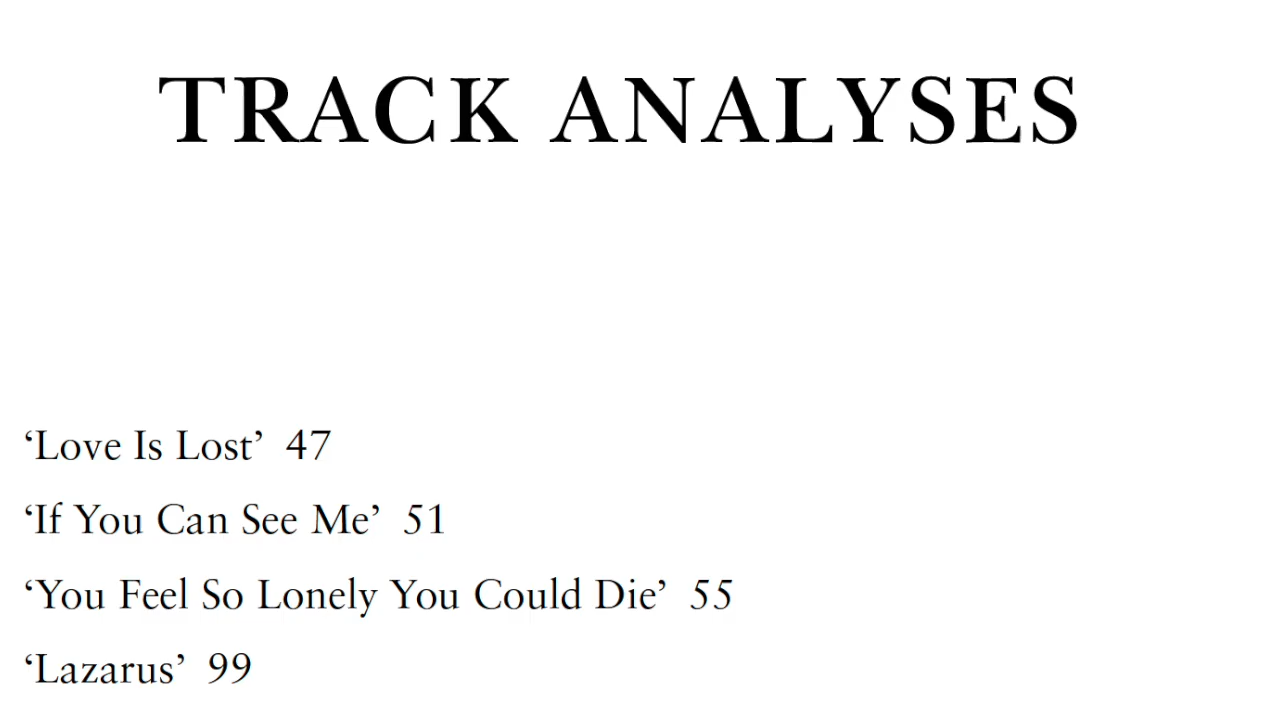 TRACK ANALYSES
‘Love Is Lost’ 47
‘If You Can See Me’ 51
‘You Feel So Lonely You Could Die’ 55
‘Lazarus’ 99